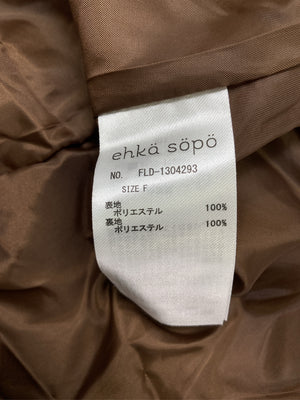 ehkä söpö
NO. FLD-1304293
SIZE F
表地
ポリエステル 100%
裏地
ポリエステル 100%